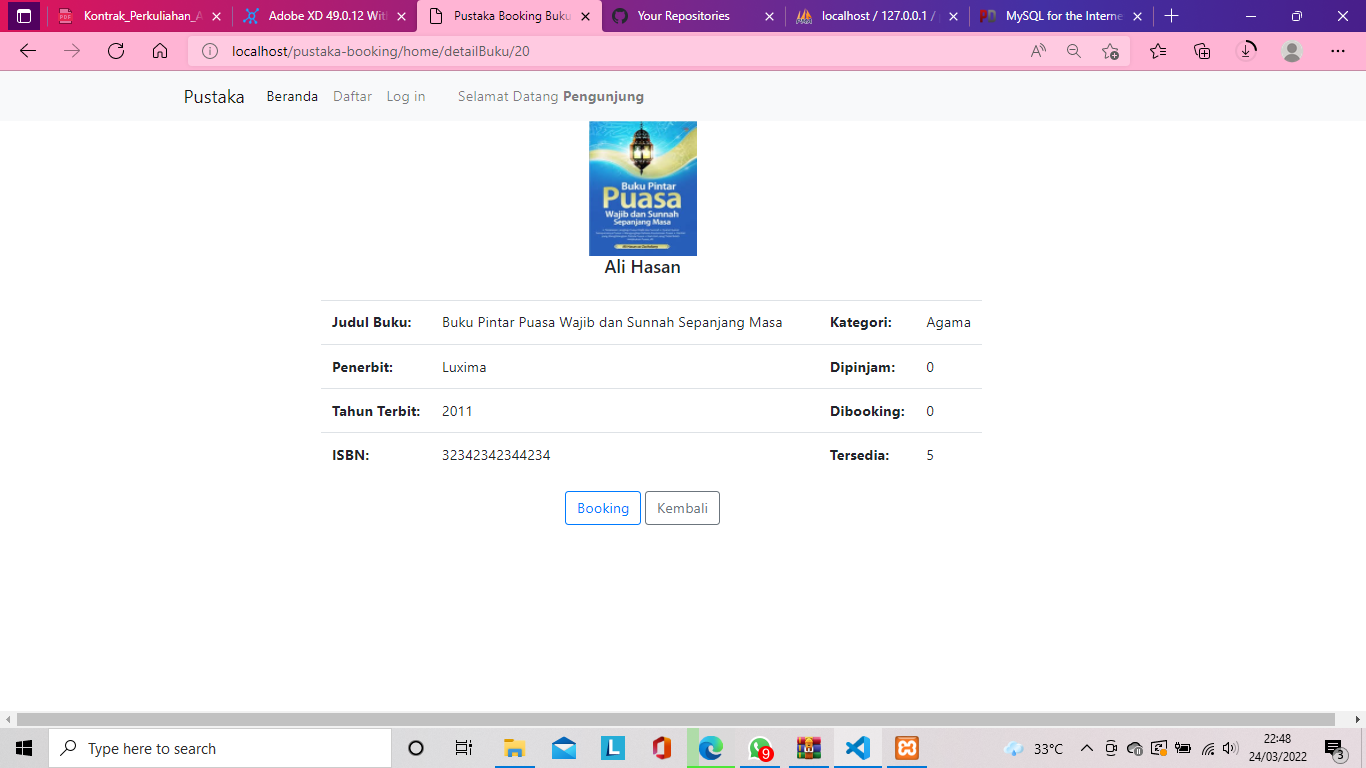 Kontrak_Perkuliahan_A
Adobe XD 49.0.12 With
Pustaka Booking Buku
Your Repositories
localhost / 127.0.0.1 /
MySQL for the Interne
localhost/pustaka-booking/home/detailBuku/20
Pustaka Beranda Daftar Log in Selamat Datang Pengunjung
Buku Pintar
Puasa
Wajib dan Sunnah
Sepanjang Masa
Ali Hasan
Judul Buku: Buku Pintar Puasa Wajib dan Sunnah Sepanjang Masa Kategori: Agama
Penerbit: Luxima Dipinjam: 0
Tahun Terbit: 2011 Dibooking: 0
ISBN: 32342342344234 Tersedia: 5
Booking Kembali
Type here to search
9
33°C
22:48
24/03/2022
3